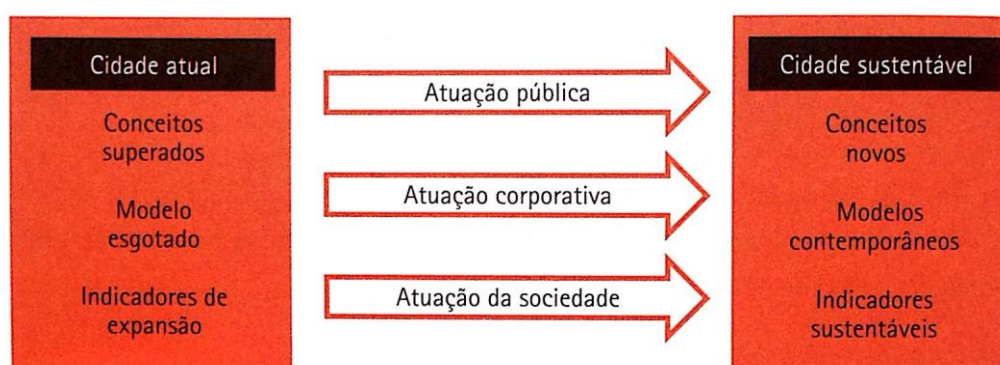 Cidade atual
Conceitos
superados
Modelo
esgotado
Indicadores de
expansão
Atuação pública
Atuação corporativa
Atuação da sociedade
Cidade sustentável
Conceitos
novos
Modelos
contemporâneos
Indicadores
sustentáveis